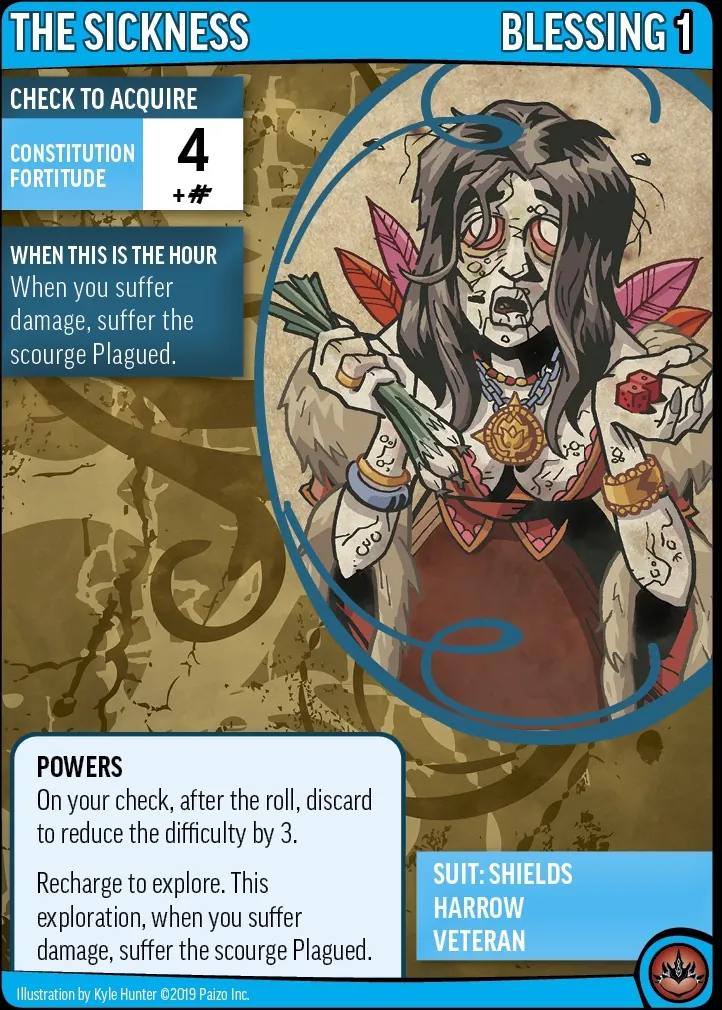 THE SICKNESS
BLESSING 1
CHECK TO ACQUIRE
CONSTITUTION
FORTITUDE
4
+#
WHEN THIS IS THE HOUR
When you suffer
damage, suffer the
scourge Plagued.
POWERS
On your check, after the roll, discard
to reduce the difficulty by 3.
Recharge to explore. This
exploration, when you suffer
damage, suffer the scourge Plagued.
SUIT: SHIELDS
HARROW
VETERAN
Illustration by Kyle Hunter ©2019 Paizo Inc.